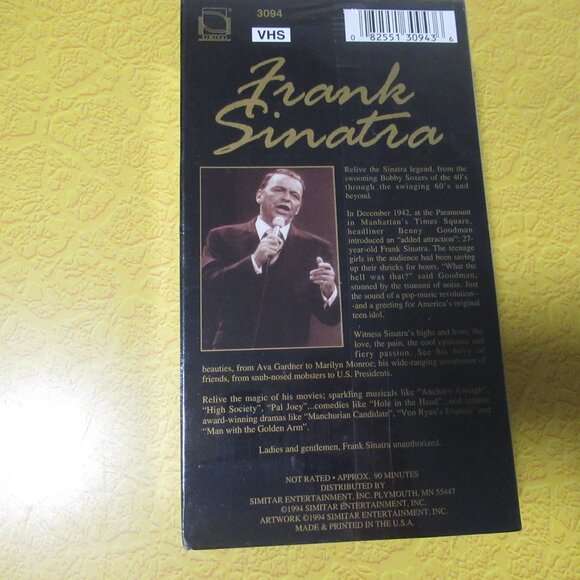 SIMITAR
3094
VHS
0 82551 30943 6
Frank
Sinatra
Relive the Sinatra legend, from the
swooning Bobby Soxers of the 40's
through the swinging 60's and
beyond.
In December 1942, at the Paramount
in Manhattan's Times Square,
headliner Benny Goodman
introduced an "added attraction": 27-
year-old Frank Sinatra. The teenage
girls in the audience had been saving
up their shrieks for hours. "What the
hell was that?" said Goodman,
stunned by the tsunami of noise. Just
the sound of a pop-music revolution--
and a greeting for America's original
teen idol.
Witness Sinatra's highs and lows, the
love, the pain, the cool cynicism and
fiery passion. See his bevy of
beauties, from Ava Gardner to Marilyn Monroe; his wide-ranging assortment of
friends, from snub-nosed mobsters to U.S. Presidents.
Relive the magic of his movies; sparkling musicals like "Anchors Aweigh",
"High Society", "Pal Joey"...comedies like "Hole in the Head"...and intense
award-winning dramas like "Manchurian Candidate", "Von Ryan's Express" and
"Man with the Golden Arm".
Ladies and gentlemen, Frank Sinatra unauthorized.
NOT RATED • APPROX. 90 MINUTES
DISTRIBUTED BY
SIMITAR ENTERTAINMENT, INC. PLYMOUTH, MN 55447
©1994 SIMITAR ENTERTAINMENT, INC.
ARTWORK ©1994 SIMITAR ENTERTAINMENT, INC.
MADE & PRINTED IN THE U.S.A.